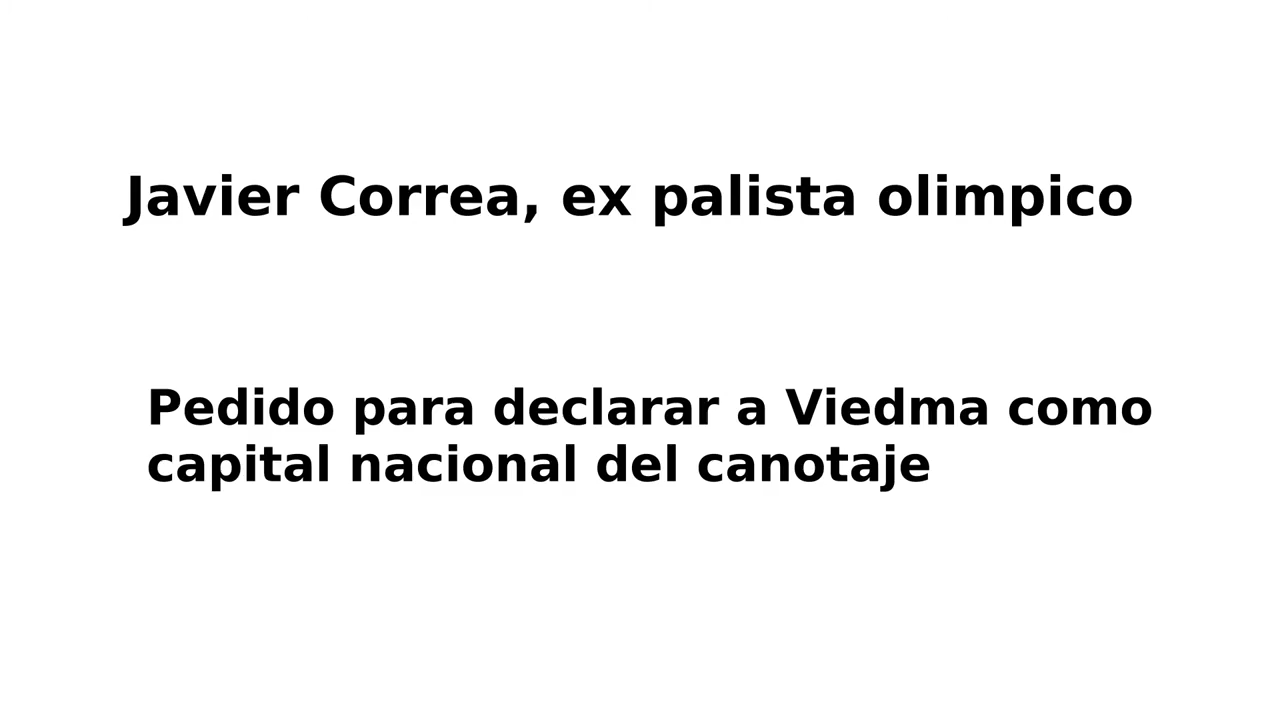 Javier Correa, ex palista olimpico
Pedido para declarar a Viedma como
capital nacional del canotaje